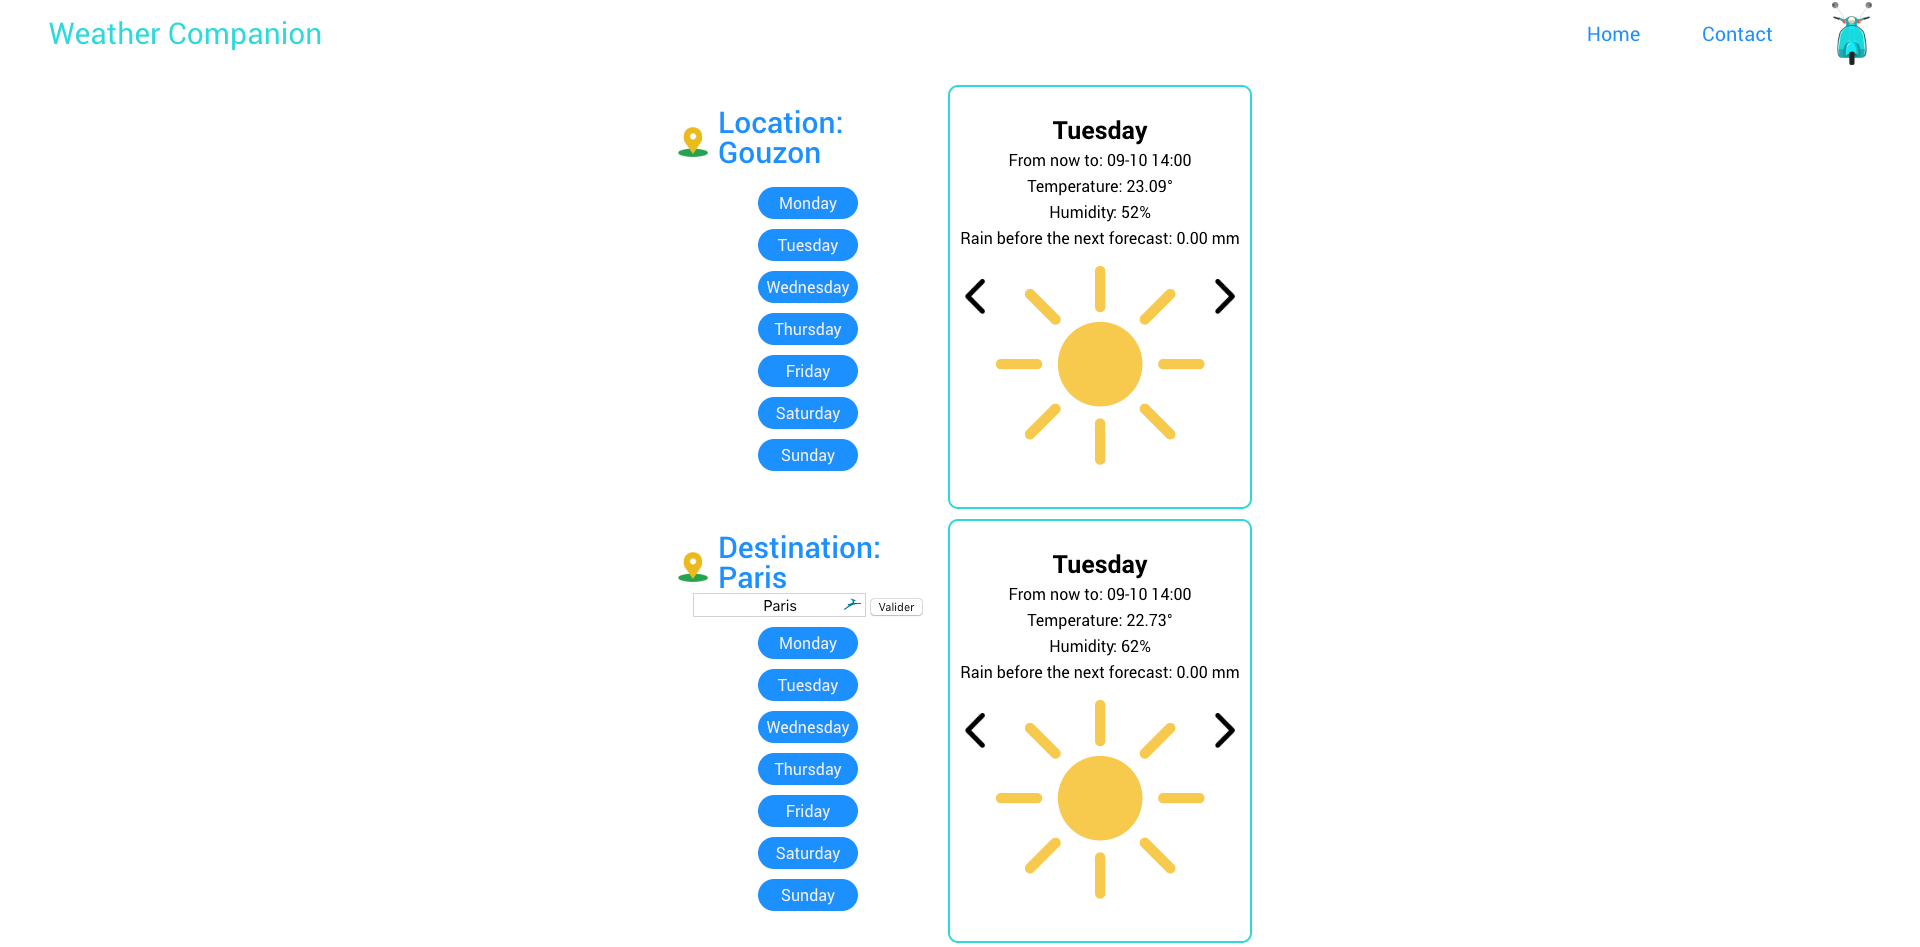 Weather Companion
Home
Contact
Location:
Gouzon
Monday
Tuesday
Wednesday
Thursday
Friday
Saturday
Sunday
Tuesday
From now to: 09-10 14:00
Temperature: 23.09°
Humidity: 52%
Rain before the next forecast: 0.00 mm
Destination:
Paris
Paris
Valider
Monday
Tuesday
Wednesday
Thursday
Friday
Saturday
Sunday
Tuesday
From now to: 09-10 14:00
Temperature: 22.73°
Humidity: 62%
Rain before the next forecast: 0.00 mm